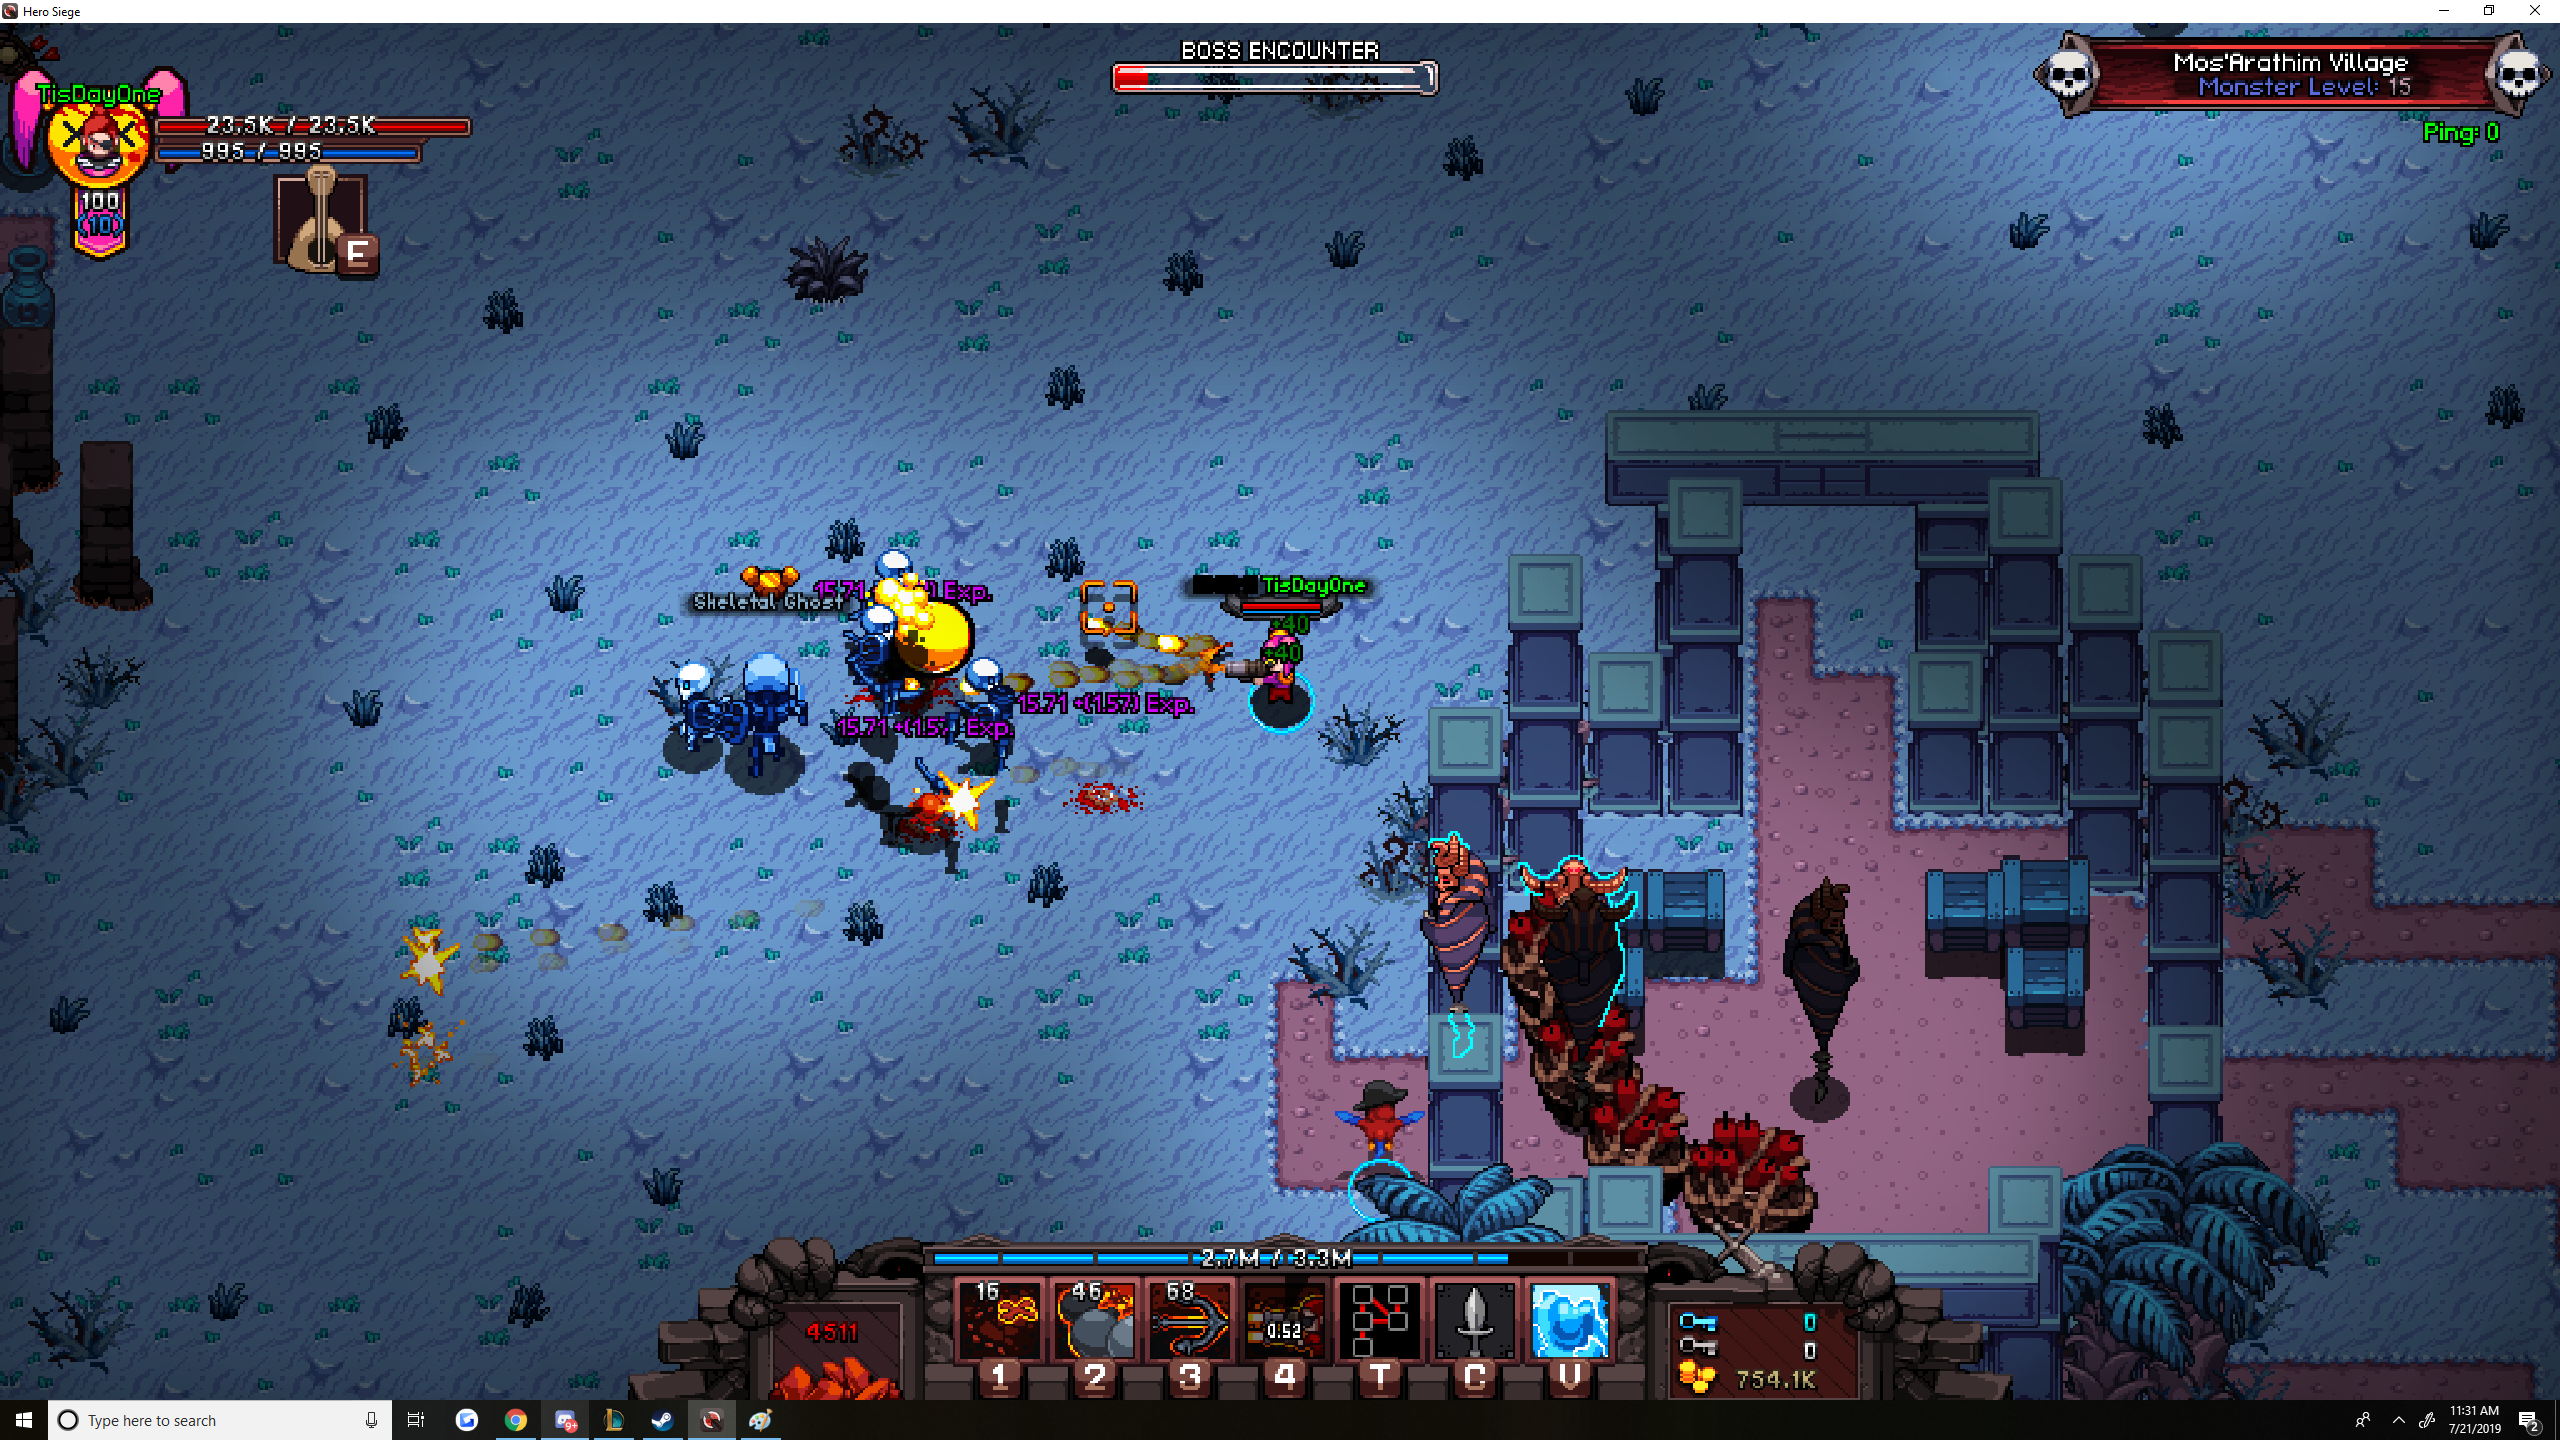 Hero Siege
BOSS ENCOUNTER
Mos'Arathim Village
Monster Level: 15
Ping: 0
TisDayOne
23,5K / 23,5K
995 / 995
100
(10)
E
TisDayOne
+40
+40
Skeletal Ghost
Exp.
15.71 +(1.57) Exp.
15.71 +(1.57) Exp.
2,7M / 3,3M
16
46
68
0.52
1
2
3
4
T
C
V
4511
0
0
754.1K
Type here to search
9+
11:31 AM
7/21/2019
2